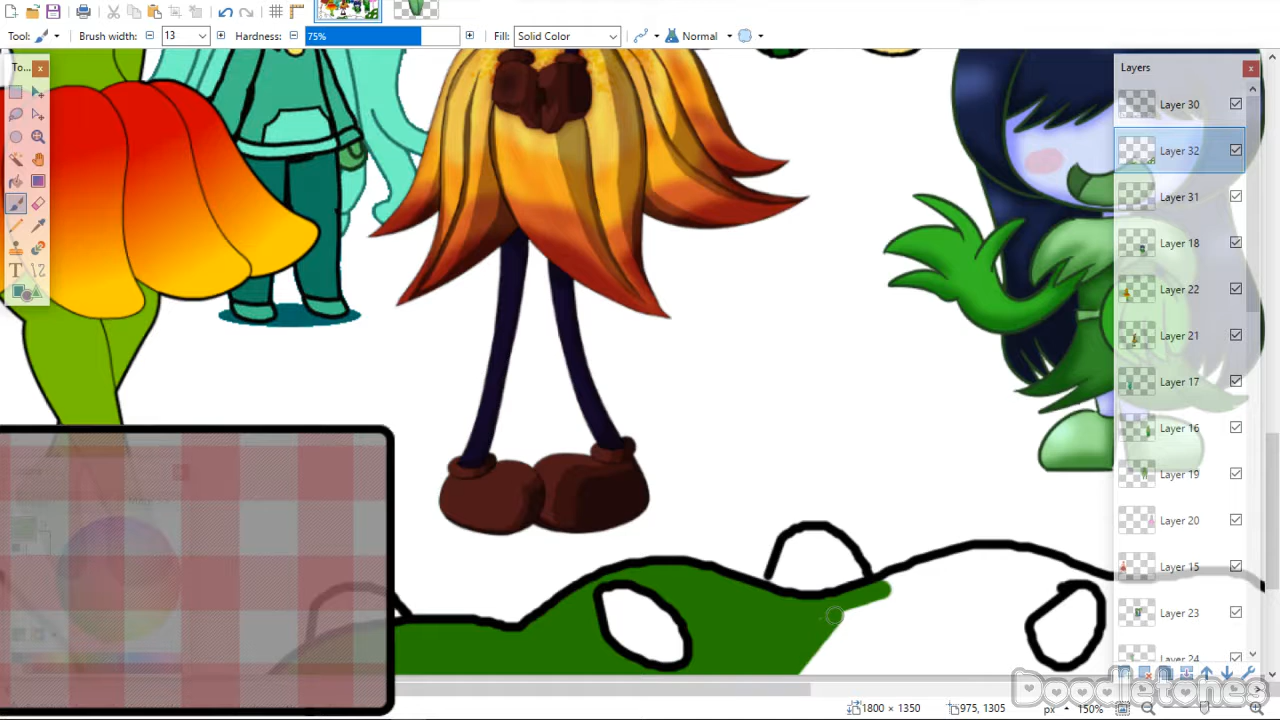 Tool:
Brush width:
13
Hardness:
75%
Fill:
Solid Color
Normal
To...
Layers
Layer 30
Layer 32
Layer 31
Layer 18
Layer 22
Layer 21
Layer 17
Layer 16
Layer 19
Layer 20
Layer 15
Layer 23
Layer 24
Doodletones
1800 × 1350
975, 1305
px
150%